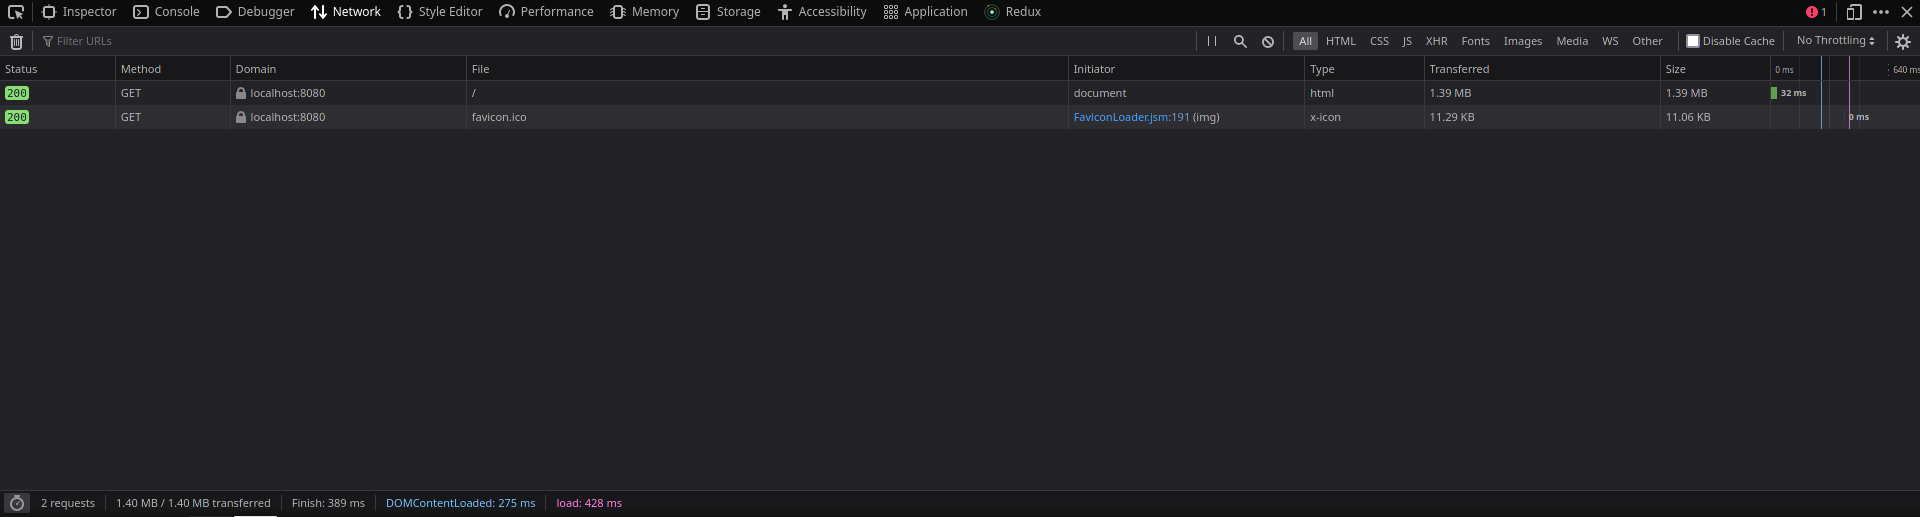 Inspector Console Debugger Network Style Editor Performance Memory Storage Accessibility Application Redux 1
Filter URLs All HTML CSS JS XHR Fonts Images Media WS Other Disable Cache No Throttling
Status Method Domain File Initiator Type Transferred Size 0 ms 640 ms
200 GET localhost:8080 / document html 1.39 MB 1.39 MB 32 ms
200 GET localhost:8080 favicon.ico FaviconLoader.jsm:191 (img) x-icon 11.29 KB 11.06 KB 0 ms
2 requests 1.40 MB / 1.40 MB transferred Finish: 389 ms DOMContentLoaded: 275 ms load: 428 ms